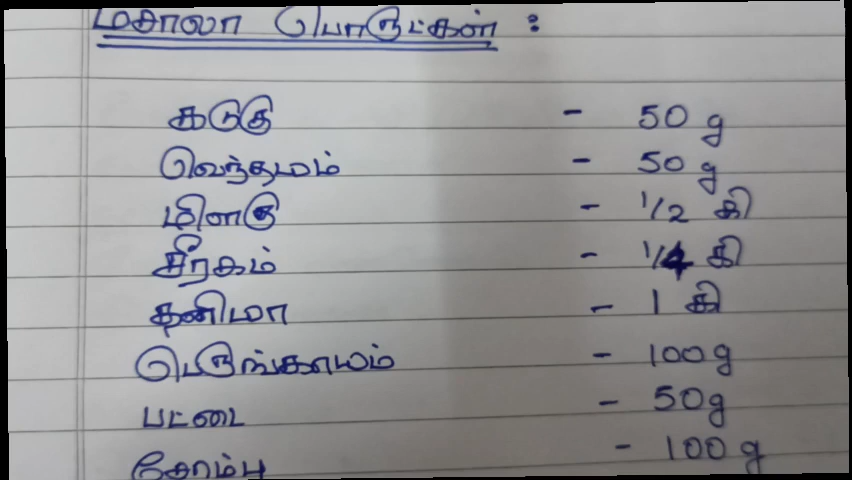 மசாலா பொருட்கள் :
கடுகு - 50 g
வெந்தயம் - 50 g
மிளகு - 1/2 கி
சீரகம் - 1/4 கி
தனியா - 1 கி
பெருங்காயம் - 100 g
பட்டை - 50 g
சோம்பு - 100 g